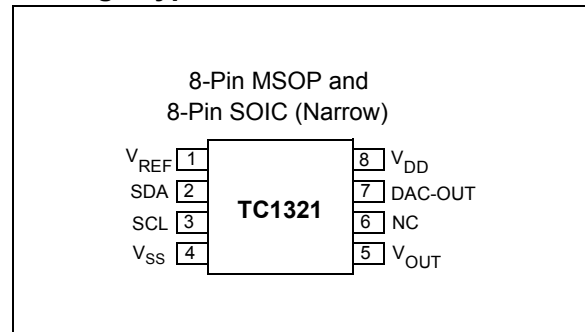 8-Pin MSOP and
8-Pin SOIC (Narrow)
VREF 1 8 VDD
SDA 2 7 DAC-OUT
TC1321
SCL 3 6 NC
VSS 4 5 VOUT